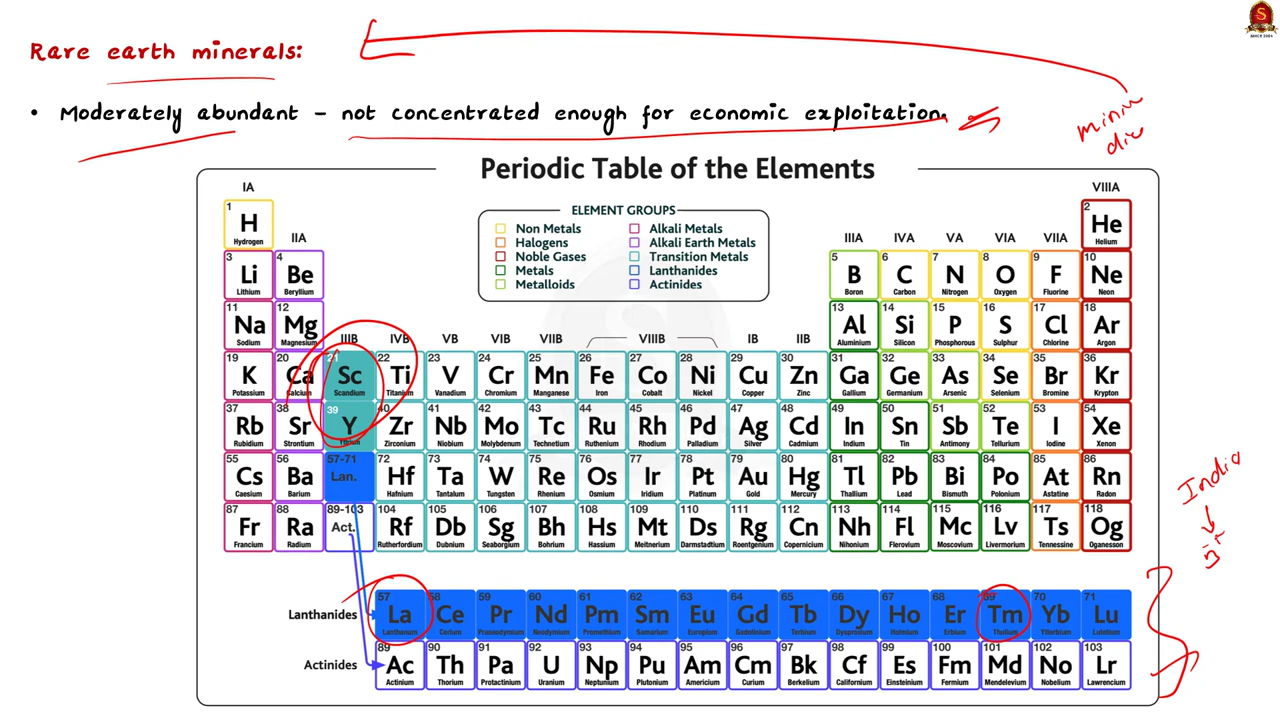 S
SINCE 2004
Rare earth minerals:
• Moderately abundant – not concentrated enough for economic exploitation.
Periodic Table of the Elements
IA
VIIIA
1
H
Hydrogen
IIA
ELEMENT GROUPS
Non Metals
Alkali Metals
Halogens
Alkali Earth Metals
Noble Gases
Transition Metals
Metals
Lanthanides
Metalloids
Actinides
IIIA IVA VA VIA VIIA
2
He
Helium
3 4 5 6 7 8 9 10
Li Be B C N O F Ne
Lithium Beryllium Boron Carbon Nitrogen Oxygen Fluorine Neon
11 12 13 14 15 16 17 18
Na Mg Al Si P S Cl Ar
Sodium Magnesium Aluminium Silicon Phosphorous Sulphur Chlorine Argon
IIIB IVB VB VIB VIIB VIIIB IB IIB
19 20 21 22 23 24 25 26 27 28 29 30 31 32 33 34 35 36
K Ca Sc Ti V Cr Mn Fe Co Ni Cu Zn Ga Ge As Se Br Kr
Potassium Calcium Scandium Titanium Vanadium Chromium Manganese Iron Cobalt Nickel Copper Zinc Gallium Germanium Arsenic Selenium Bromine Krypton
37 38 39 40 41 42 43 44 45 46 47 48 49 50 51 52 53 54
Rb Sr Y Zr Nb Mo Tc Ru Rh Pd Ag Cd In Sn Sb Te I Xe
Rubidium Strontium Zirconium Niobium Molybdenum Technetium Ruthenium Rhodium Palladium Silver Cadmium Indium Tin Antimony Tellurium Iodine Xenon
55 56 57-71 72 73 74 75 76 77 78 79 80 81 82 83 84 85 86
Cs Ba Lan. Hf Ta W Re Os Ir Pt Au Hg Tl Pb Bi Po At Rn
Caesium Barium Hafnium Tantalum Tungsten Rhenium Osmium Iridium Platinum Gold Mercury Thallium Lead Bismuth Polonium Astatine Radon
87 88 89-103 104 105 106 107 108 109 110 111 112 113 114 115 116 117 118
Fr Ra Act. Rf Db Sg Bh Hs Mt Ds Rg Cn Nh Fl Mc Lv Ts Og
Francium Radium Rutherfordium Dubnium Seaborgium Bohrium Hassium Meitnerium Darmstadtium Roentgenium Copernicium Nihonium Flerovium Moscovium Livermorium Tennessine Oganesson
57 58 59 60 61 62 63 64 65 66 67 68 69 70 71
Lanthanides La Ce Pr Nd Pm Sm Eu Gd Tb Dy Ho Er Tm Yb Lu
Lanthanum Cerium Praneodymium Neodymium Promethium Samarium Europium Gadolinium Terbium Dysprosium Holmium Erbium Thulium Ytterbium Lutetium
89 90 91 92 93 94 95 96 97 98 99 100 101 102 103
Actinides Ac Th Pa U Np Pu Am Cm Bk Cf Es Fm Md No Lr
Actinium Thorium Protactinium Uranium Neptunium Plutonium Americium Curium Berkelium Californium Einsteinium Fermium Mendelevium Nobelium Lawrencium
India